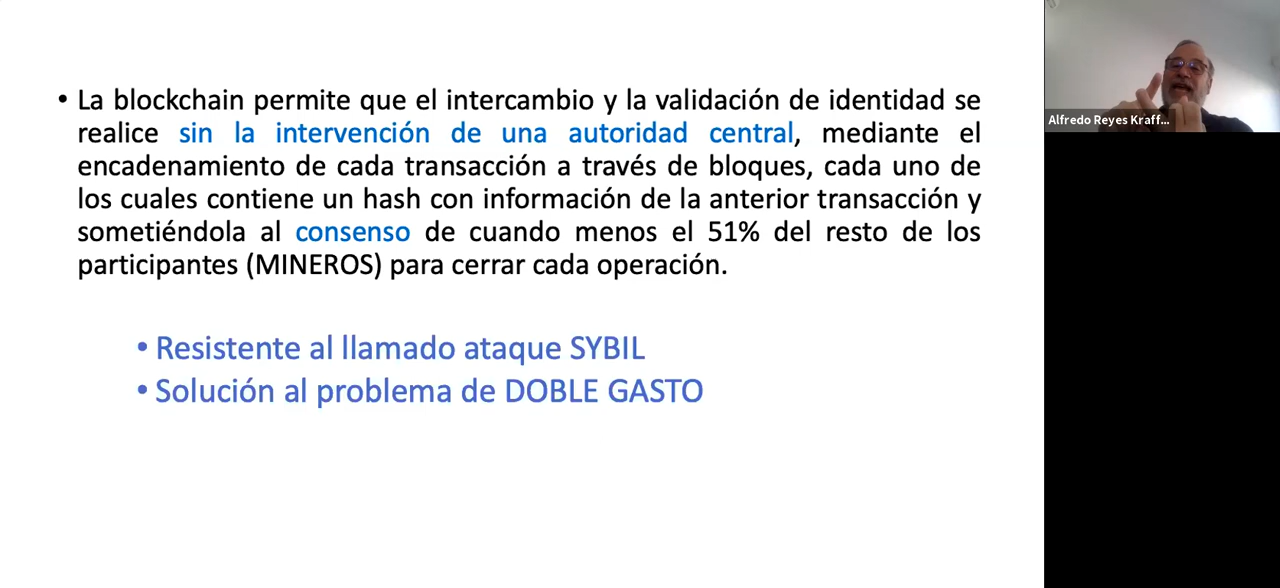 • La blockchain permite que el intercambio y la validación de identidad se
realice sin la intervención de una autoridad central, mediante el
encadenamiento de cada transacción a través de bloques, cada uno de
los cuales contiene un hash con información de la anterior transacción y
sometiéndola al consenso de cuando menos el 51% del resto de los
participantes (MINEROS) para cerrar cada operación.
• Resistente al llamado ataque SYBIL
• Solución al problema de DOBLE GASTO
Alfredo Reyes Kraff...